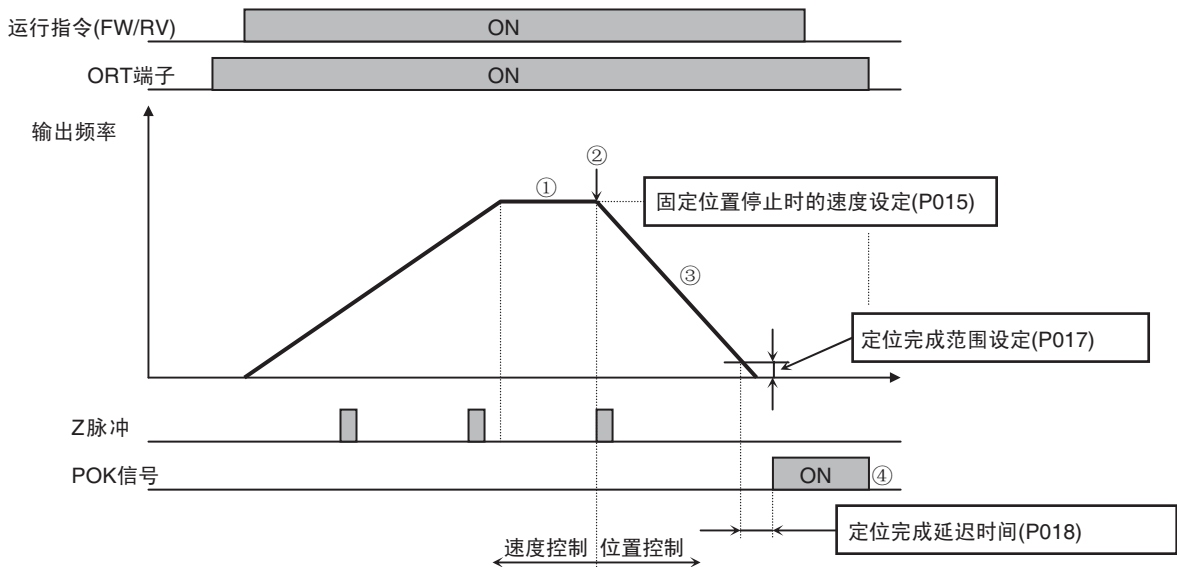 运行指令(FW/RV)
ON
ORT端子
ON
输出频率
②
①
固定位置停止时的速度设定(P015)
③
定位完成范围设定(P017)
Z脉冲
POK信号
ON
④
定位完成延迟时间(P018)
速度控制
位置控制